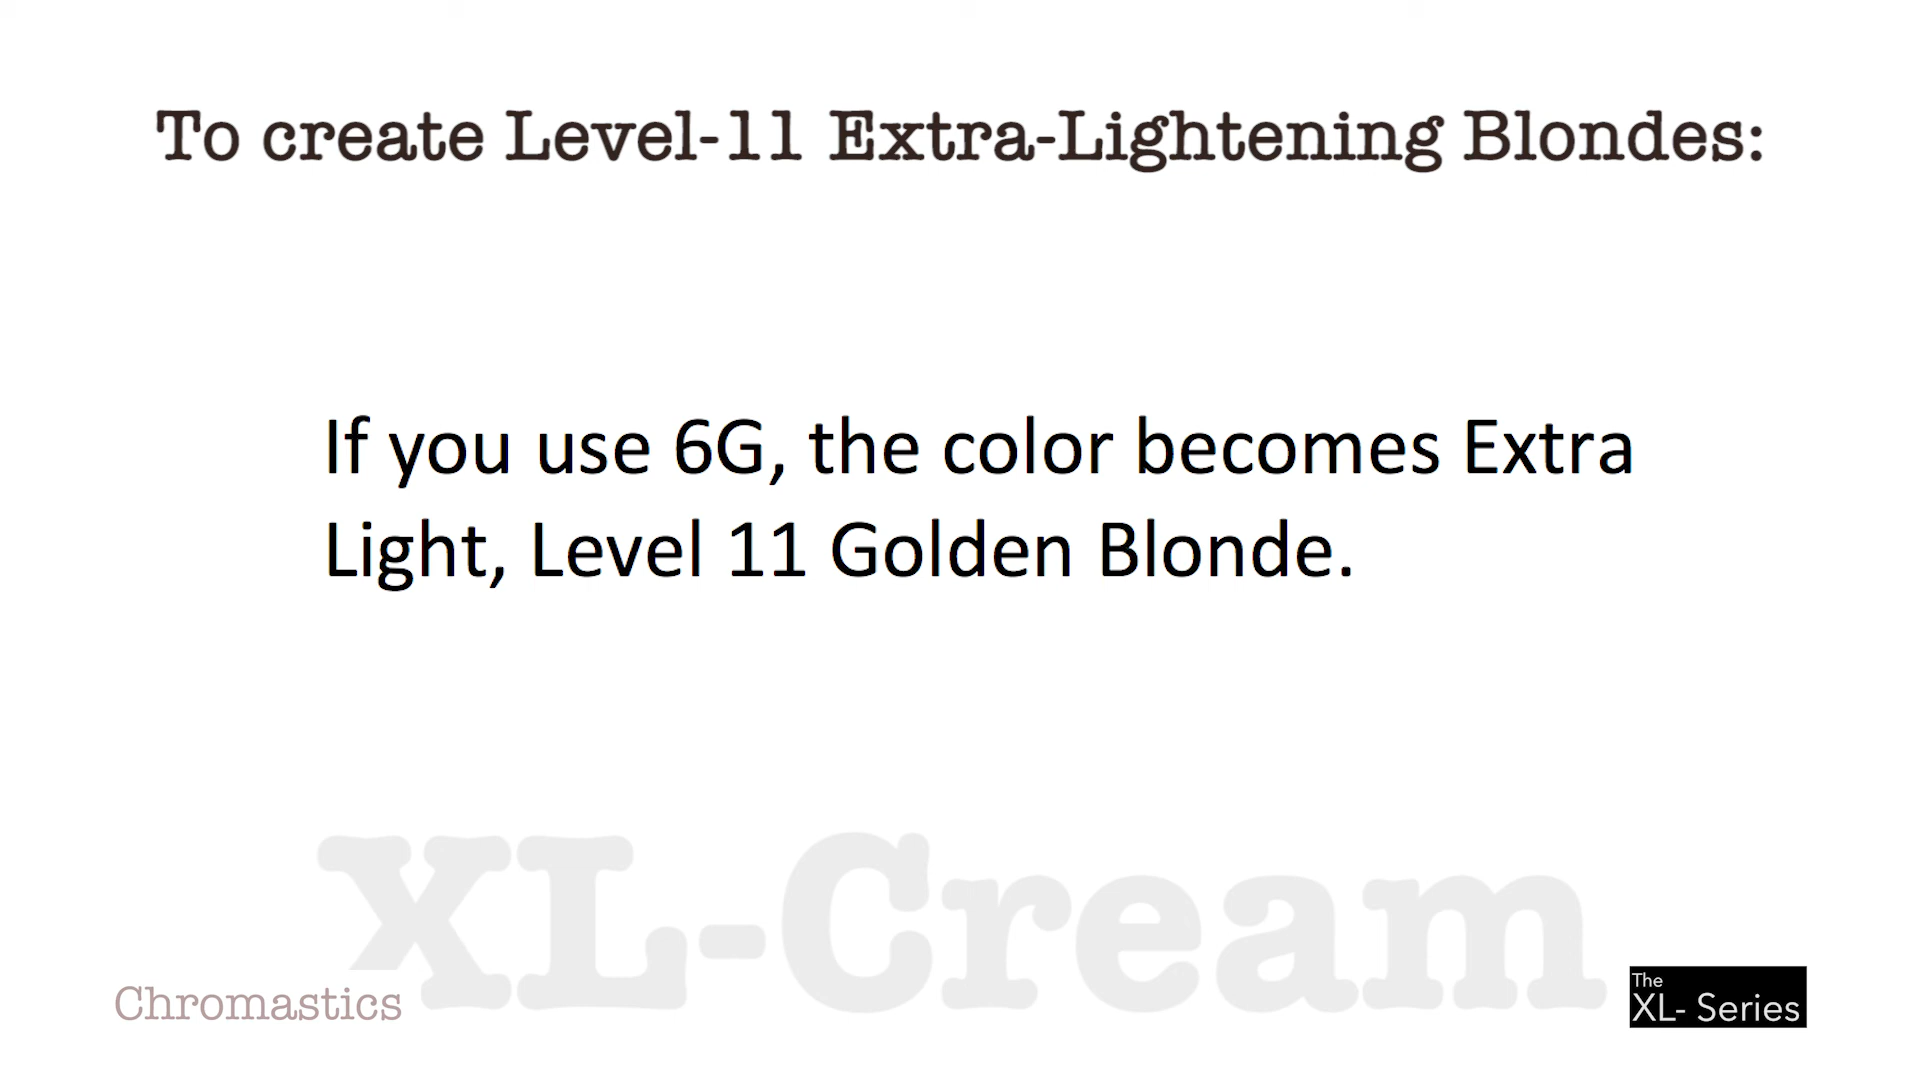 To create Level-11 Extra-Lightening Blondes:
If you use 6G, the color becomes Extra
Light, Level 11 Golden Blonde.
XL-Cream
Chromastics
The
XL- Series